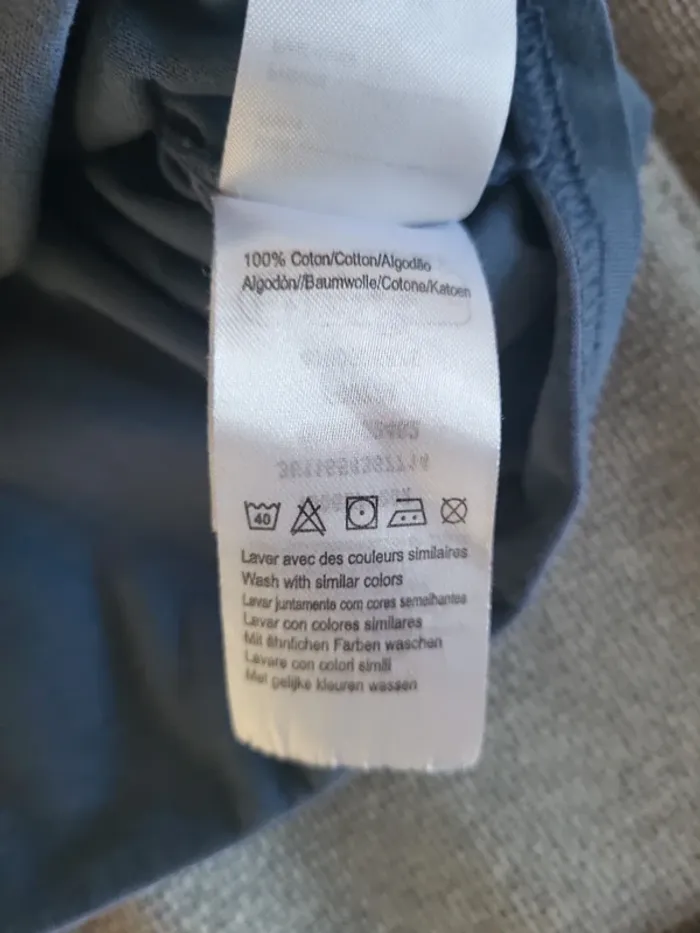 100% Coton/Cotton/Algodão
Algodòn//Baumwolle/Cotone/Katoen
40
Laver avec des couleurs similaires
Wash with similar colors
Lavar juntamente com cores semelhantes
Lavar con colores similares
Mit ähnlichen Farben waschen
Lavare con colori simili
Met gelijke kleuren wassen